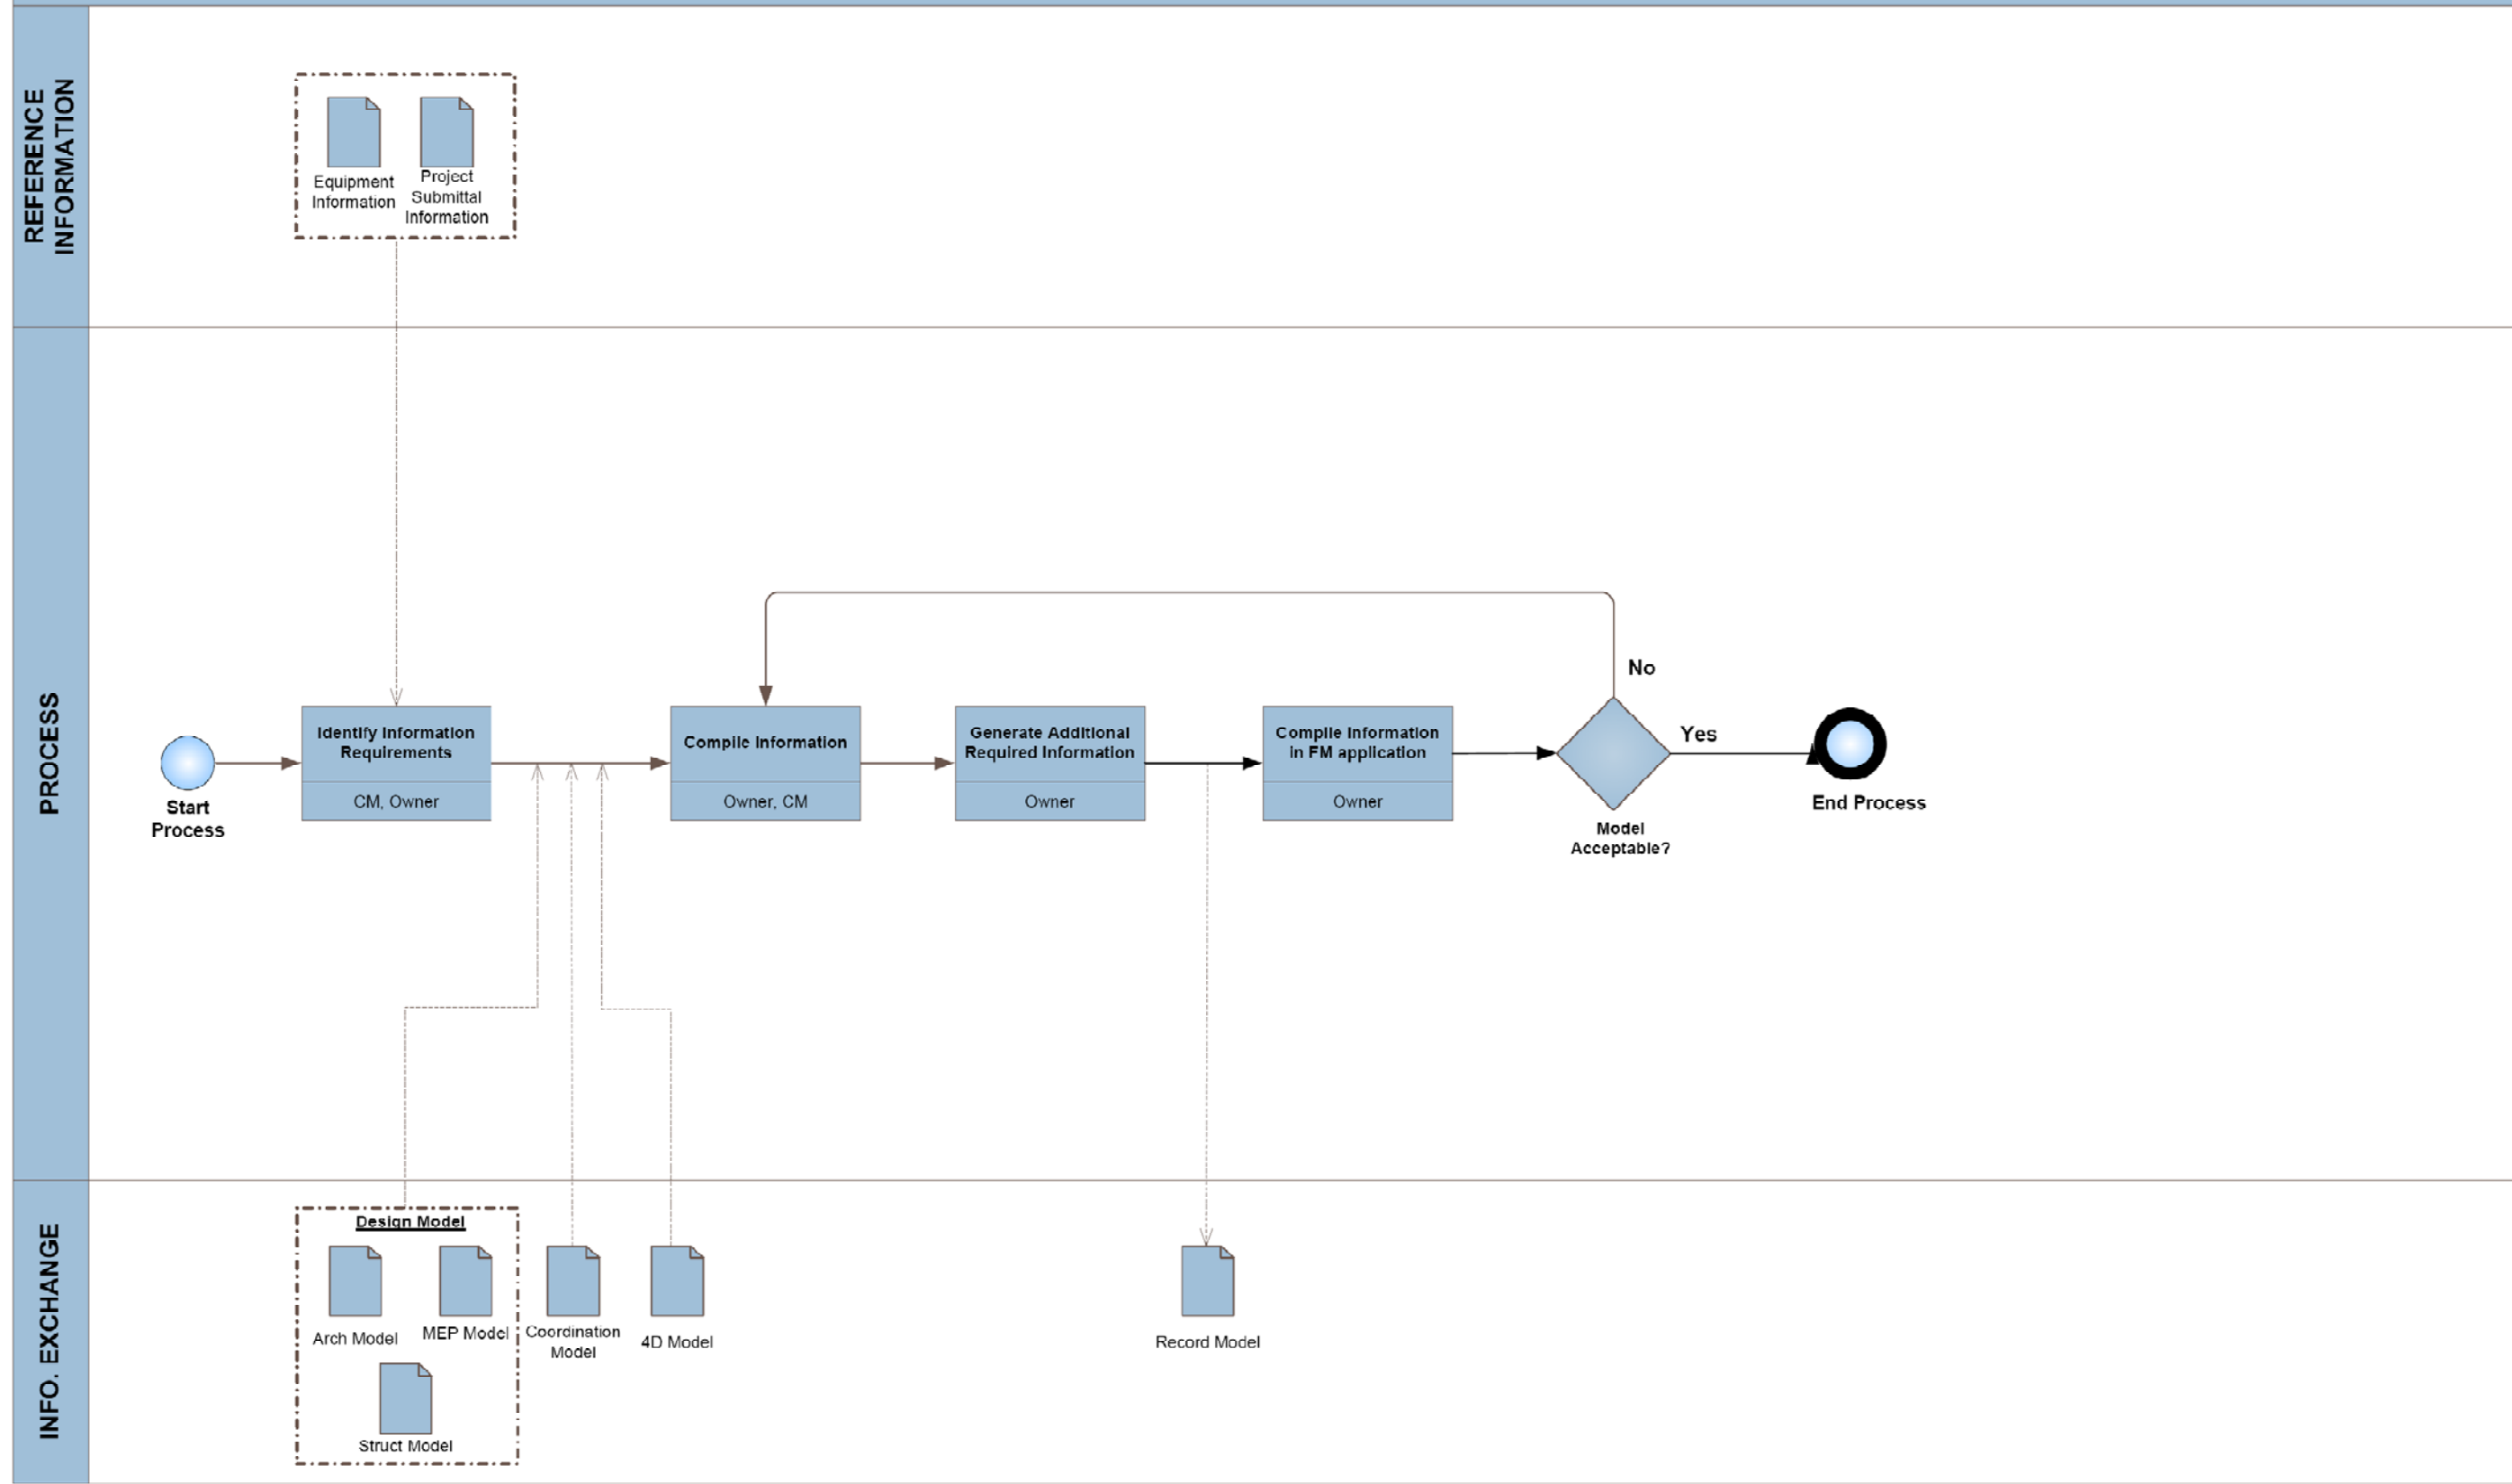 REFERENCE
INFORMATION
Equipment
Information
Project
Submittal
Information
PROCESS
Start
Process
Identify Information
Requirements
CM, Owner
Compile Information
Owner, CM
Generate Additional
Required Information
Owner
Compile Information
In FM application
Owner
No
Yes
Model
Acceptable?
End Process
INFO. EXCHANGE
Design Model
Arch Model
MEP Model
Struct Model
Coordination
Model
4D Model
Record Model